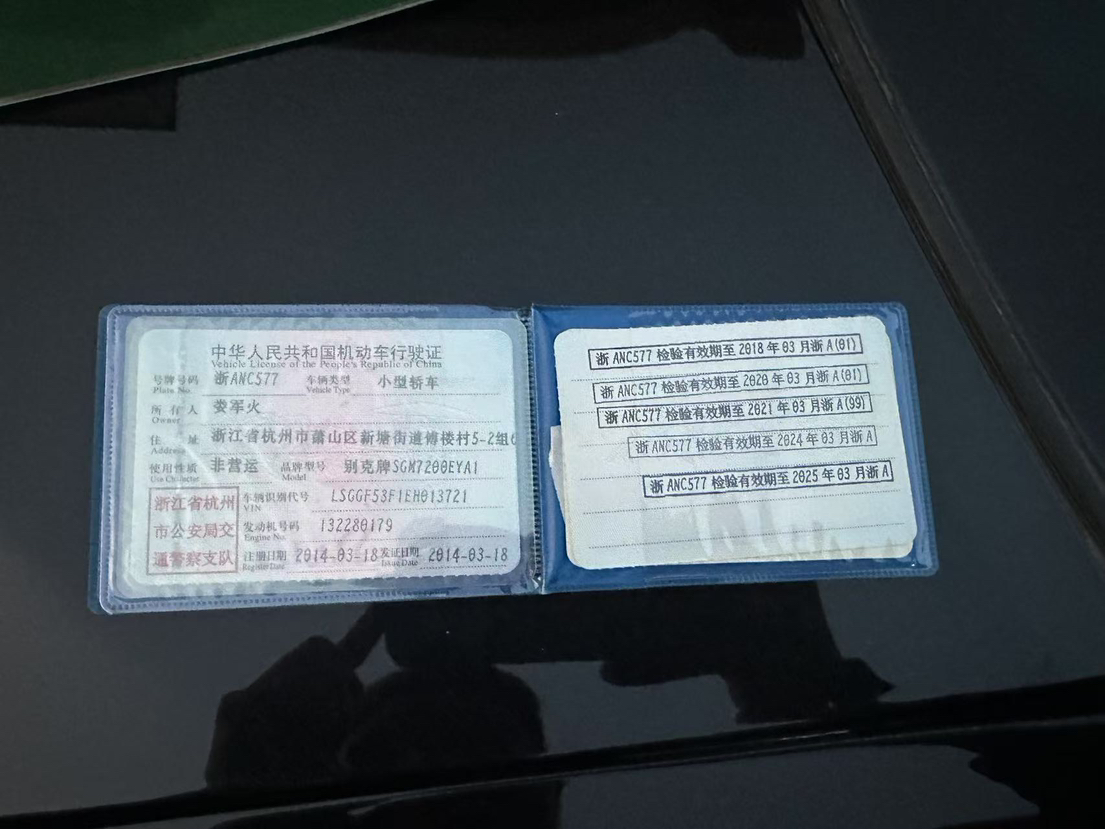 中华人民共和国机动车行驶证
Vehicle License of the People's Republic of China
号牌号码 浙ANC577 车辆类型 小型轿车
Plate No. Vehicle Type
所有人 娄军火
Owner
住址 浙江省杭州市萧山区新塘街道傅楼村5-2组
Address
使用性质 非营运 品牌型号 别克牌SGM7200EYA1
Use Character Model
浙江省杭州
市公安局交
通警察支队
车辆识别代号 LSGGF53F1EH013721
VIN
发动机号码 132280179
Engine No.
注册日期 2014-03-18 发证日期 2014-03-18
Register Date Issue Date
浙 ANC577 检验有效期至 2018 年 03 月浙 A(01)
浙 ANC577 检验有效期至 2020 年 03 月浙 A(01)
浙 ANC577 检验有效期至 2021 年 03 月浙 A(99)
浙 ANC577 检验有效期至 2024 年 03 月浙 A
浙 ANC577 检验有效期至 2025 年 03 月浙 A